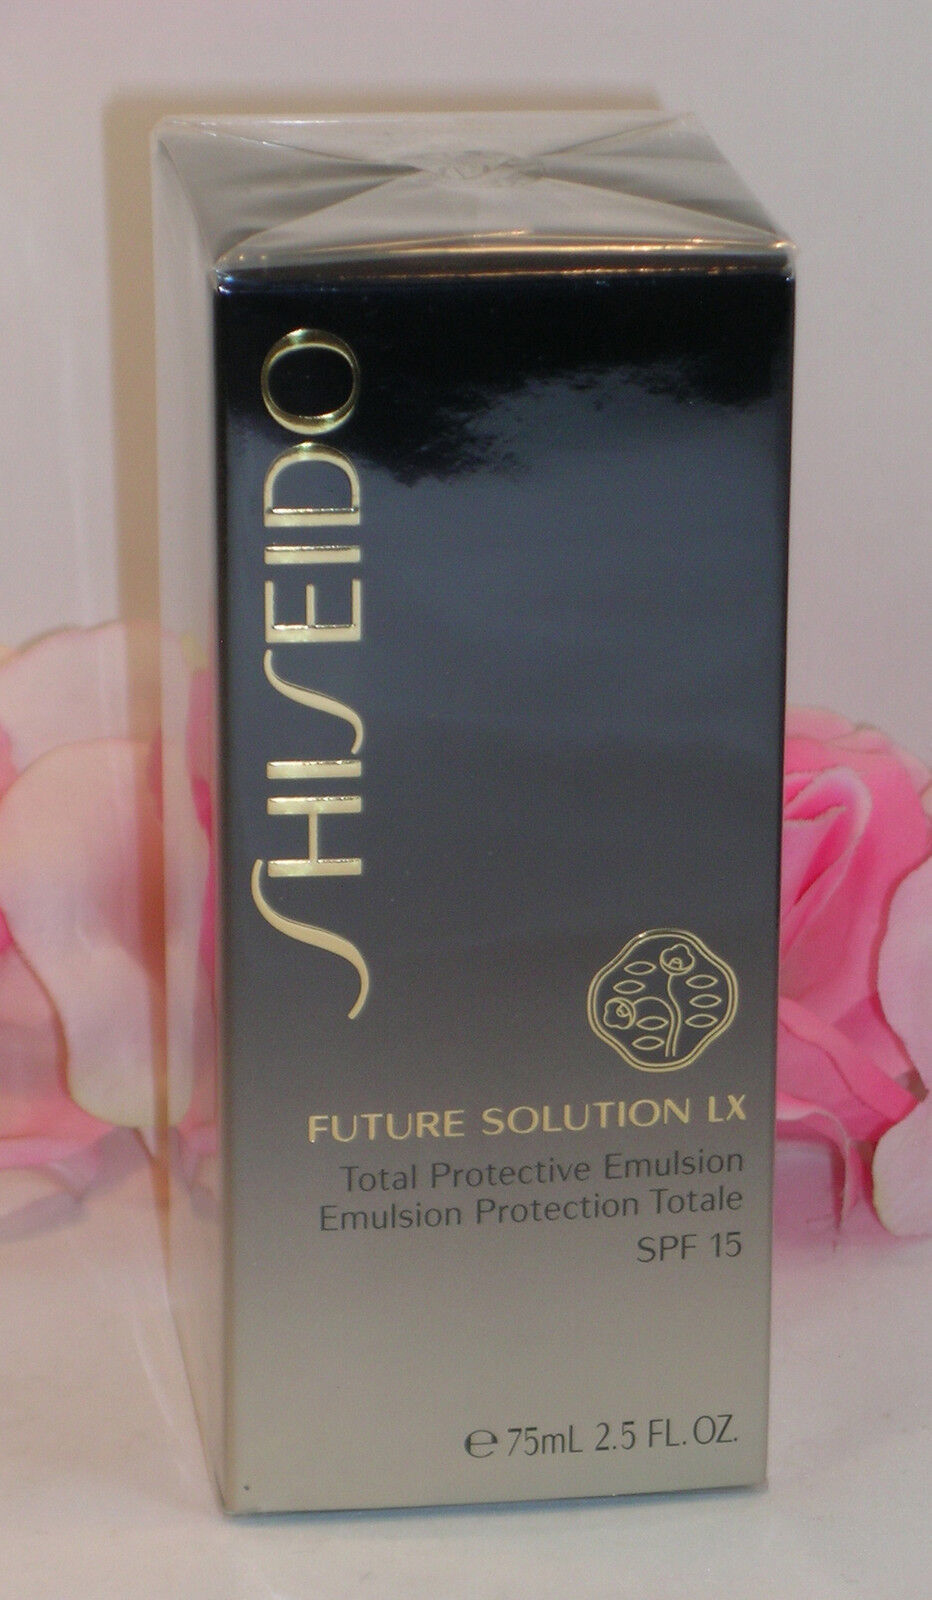 SHISEIDO
FUTURE SOLUTION LX
Total Protective Emulsion
Emulsion Protection Totale
SPF 15
℮ 75mL 2.5 FL.OZ.